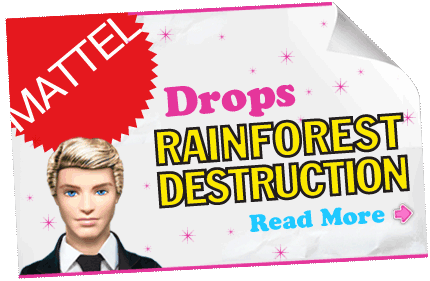 MATTEL
Drops
RAINFOREST
DESTRUCTION
Read More